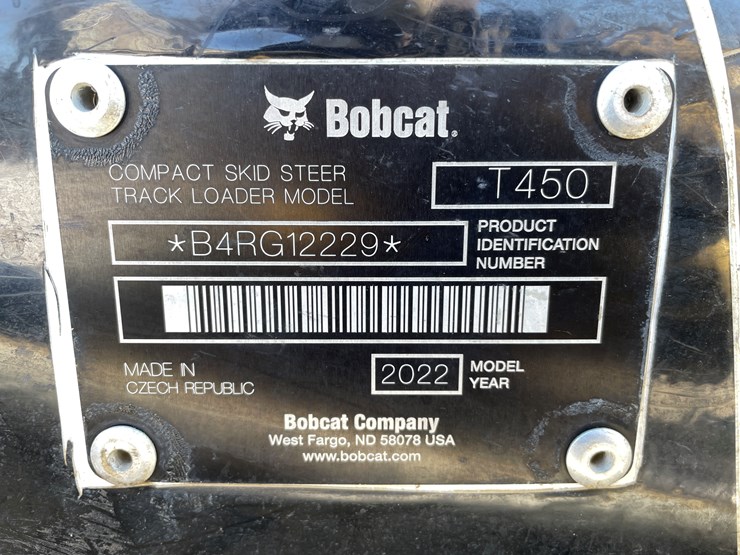 Bobcat.
COMPACT SKID STEER
TRACK LOADER MODEL
T450
*B4RG12229*
PRODUCT
IDENTIFICATION
NUMBER
MADE IN
CZECH REPUBLIC
2022
MODEL
YEAR
Bobcat Company
West Fargo, ND 58078 USA
www.bobcat.com